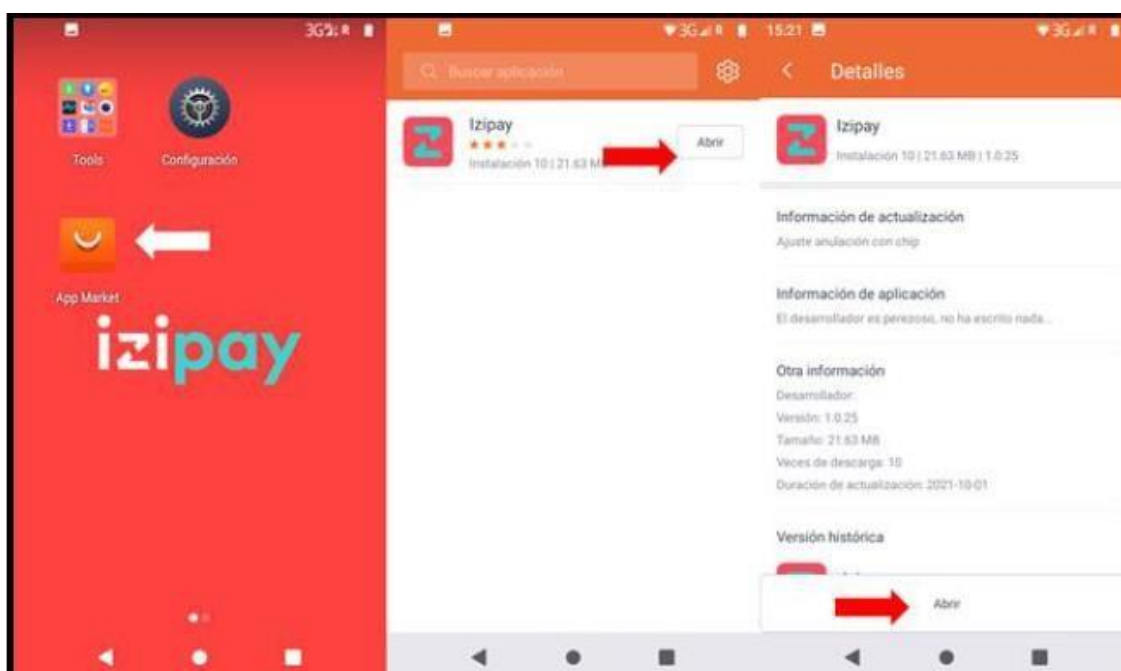 3G R
Tools
Configuración
App Market
izipay
3G R
Buscar aplicación
Izipay
Instalación 10 | 21.63 M
Abrir
15:21
3G R
Detalles
Izipay
Instalación 10 | 21.63 MB | 1.0.25
Información de actualización
Ajuste anulación con chip
Información de aplicación
El desarrollador es perezoso, no ha escrito nada...
Otra información
Desarrollador:
Versión: 1.0.25
Tamaño: 21.63 MB
Veces de descarga: 10
Duración de actualización: 2021-10-01
Versión histórica
Abrir